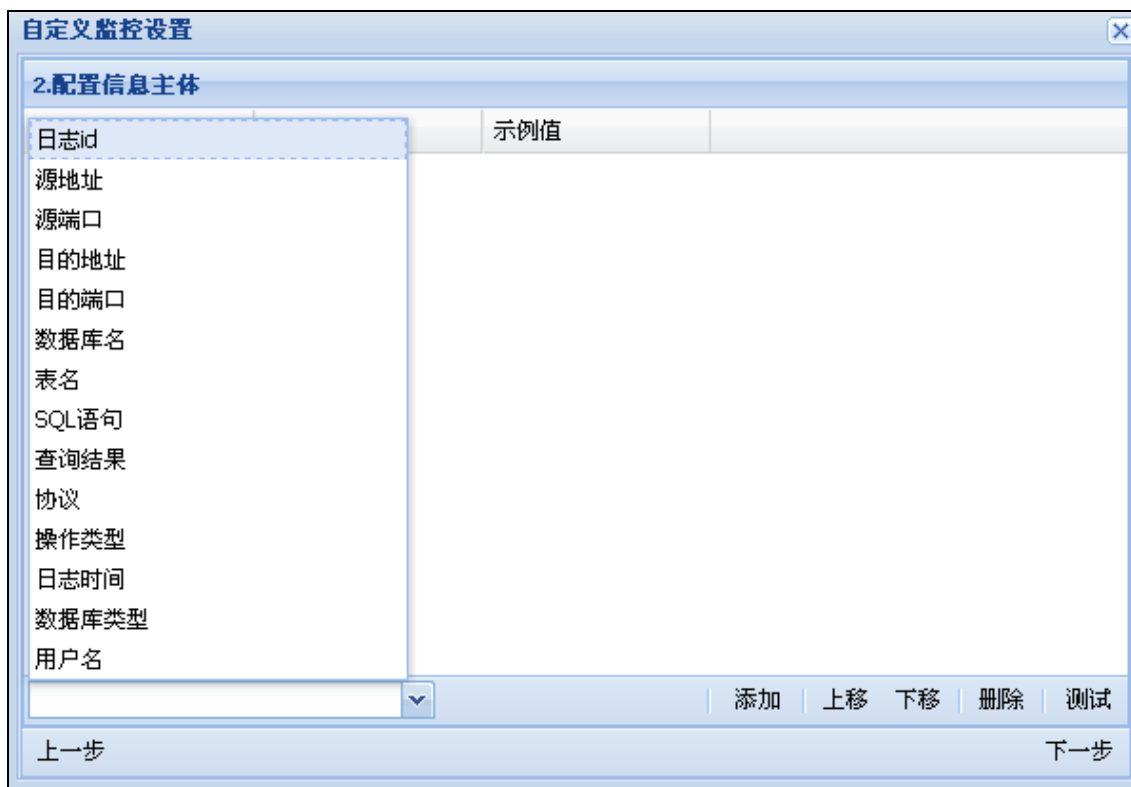 自定义监控设置
2.配置信息主体
示例值
日志id
源地址
源端口
目的地址
目的端口
数据库名
表名
SQL语句
查询结果
协议
操作类型
日志时间
数据库类型
用户名
添加 上移 下移 删除 测试
上一步 下一步